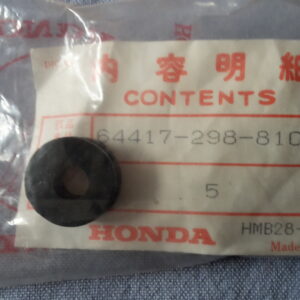 内容明細
CONTENTS
64417-298-810
5
HMB28-
HONDA
Made